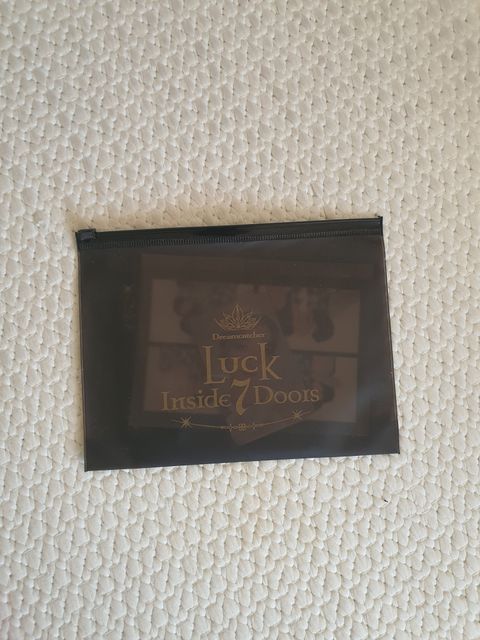 Dreamcatcher
Luck
Inside 7 Doors